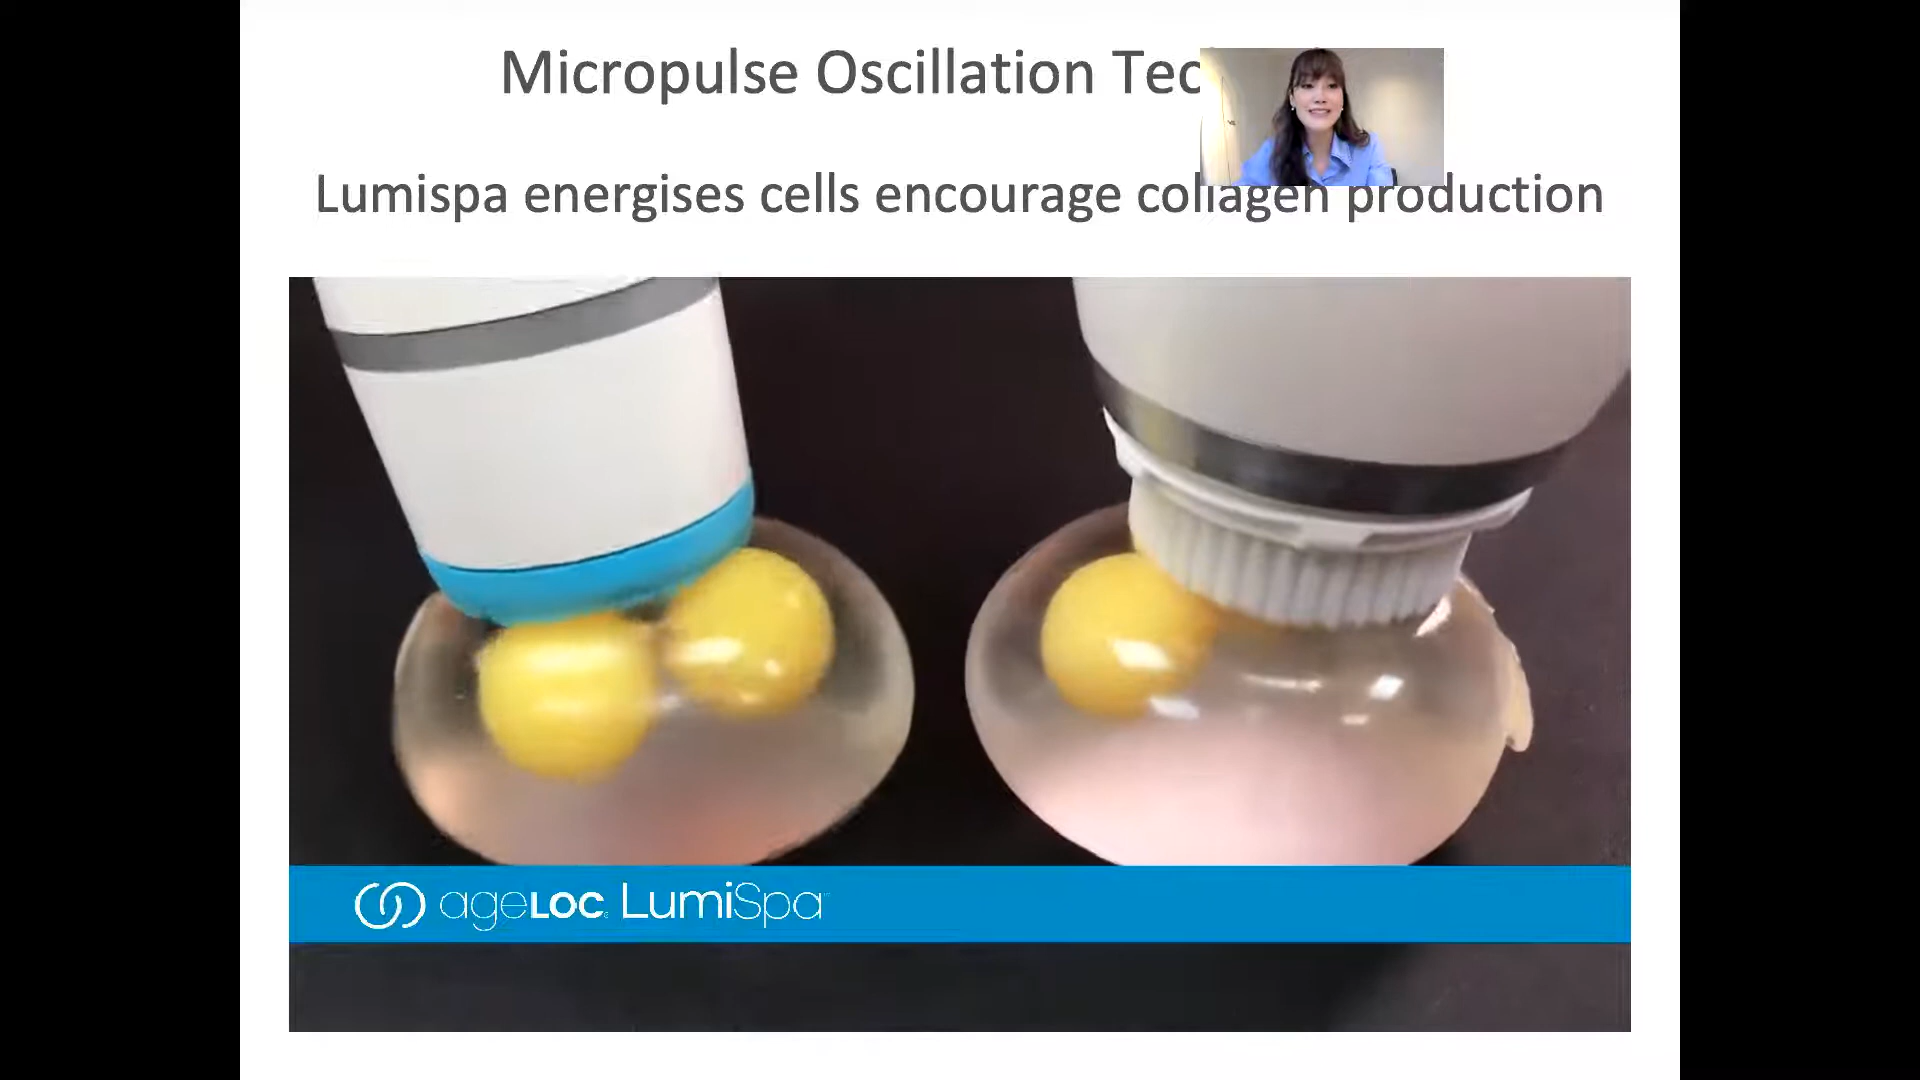 Micropulse Oscillation Tec
Lumispa energises cells encourage collagen production
ageLOC LumiSpa